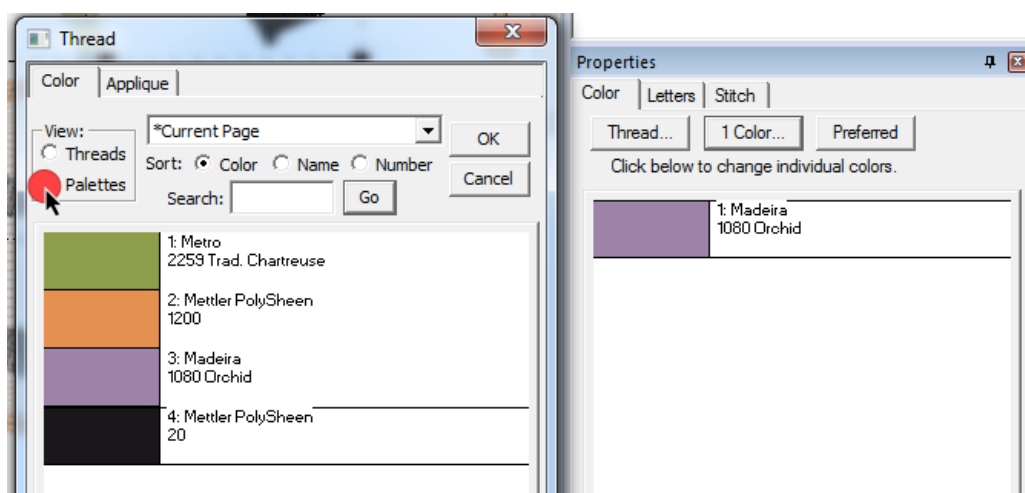 Thread
Color Applique
View:
Threads
Palettes
*Current Page
Sort: Color Name Number
Search: Go
OK
Cancel
1: Metro
2259 Trad. Chartreuse
2: Mettler PolySheen
1200
3: Madeira
1080 Orchid
4: Mettler PolySheen
20
Properties
Color Letters Stitch
Thread... 1 Color... Preferred
Click below to change individual colors.
1: Madeira
1080 Orchid